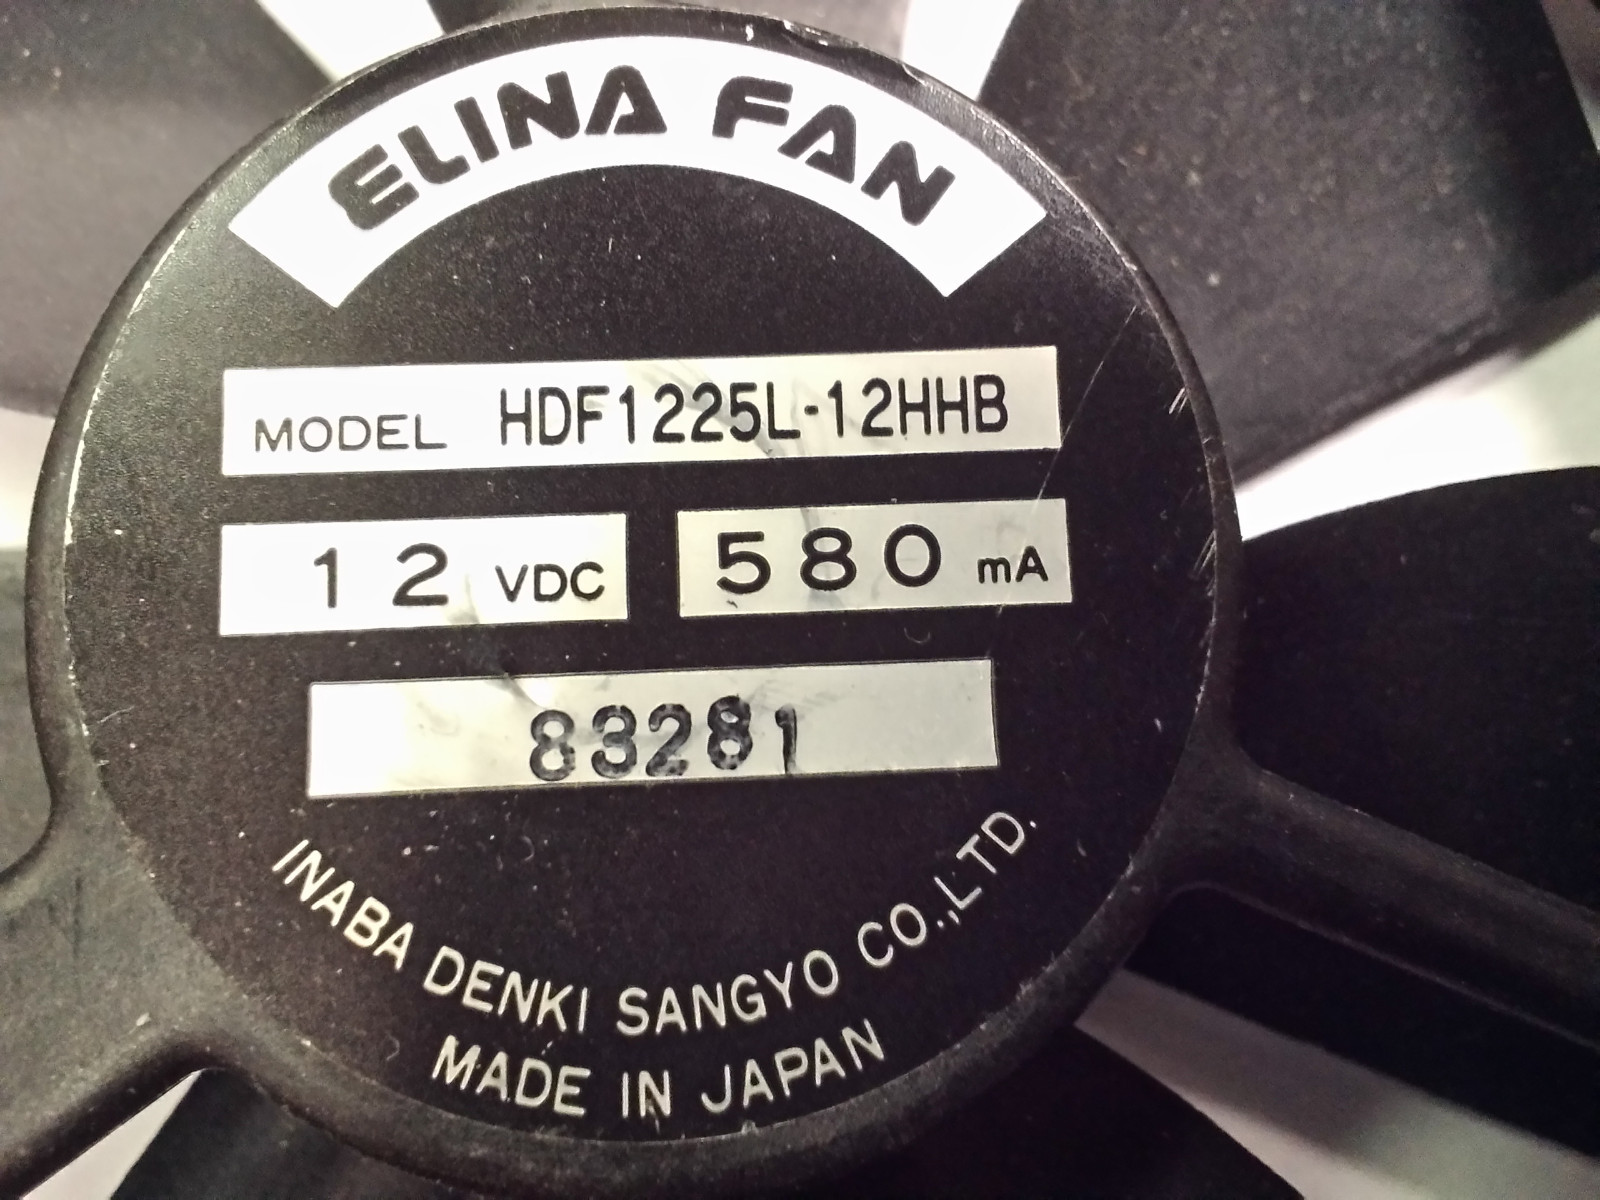 ELINA FAN
MODEL HDF1225L-12HHB
12 VDC 580 mA
83281
INABA DENKI SANGYO CO.,LTD.
MADE IN JAPAN